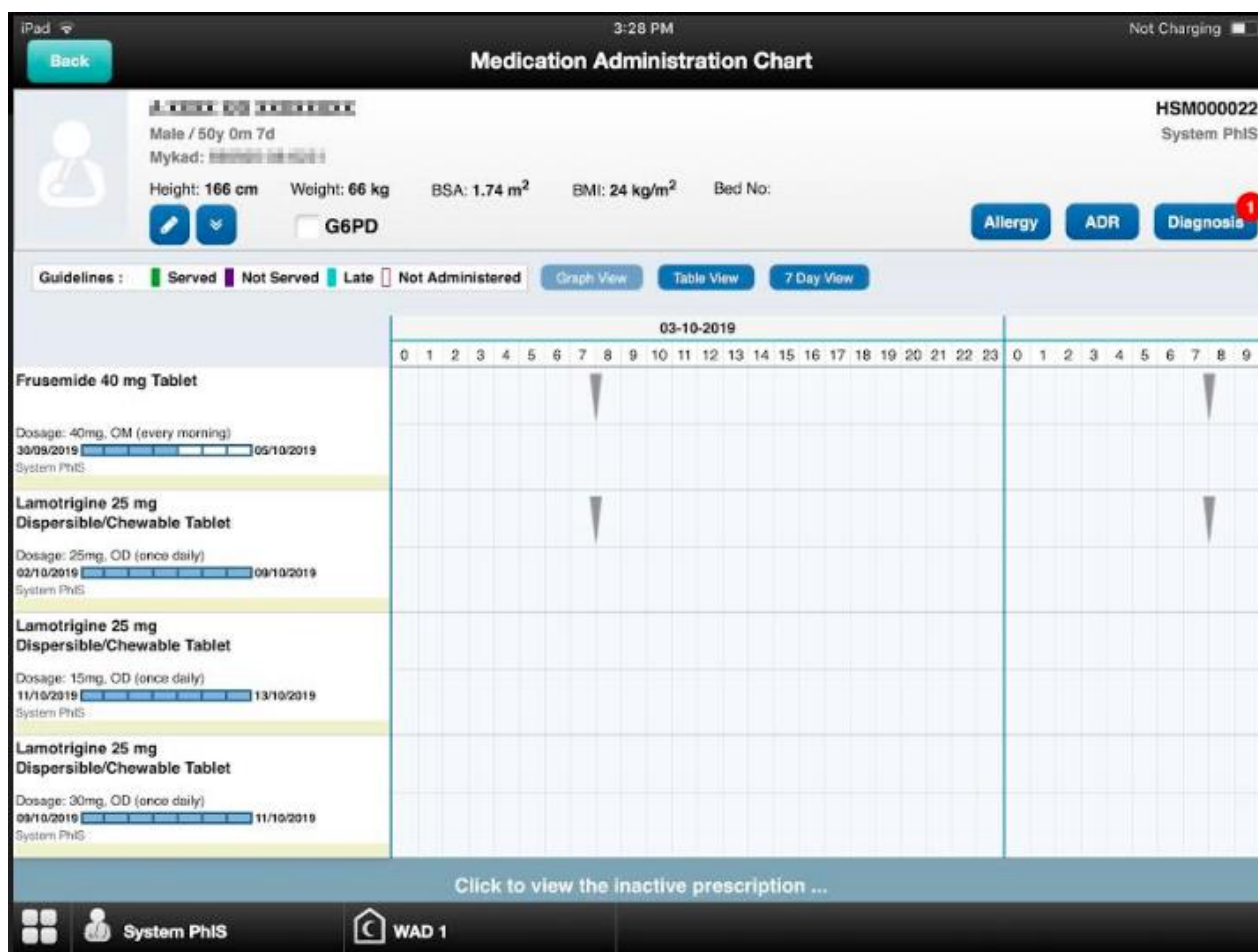 iPad 3:28 PM Not Charging
Back Medication Administration Chart
HSM000022
Male / 50y 0m 7d System PhIS
Mykad:
Height: 166 cm Weight: 66 kg BSA: 1.74 m2 BMI: 24 kg/m2 Bed No:
G6PD Allergy ADR Diagnosis 1
Guidelines : Served Not Served Late Not Administered Graph View Table View 7 Day View
03-10-2019
0 1 2 3 4 5 6 7 8 9 10 11 12 13 14 15 16 17 18 19 20 21 22 23 0 1 2 3 4 5 6 7 8 9
Frusemide 40 mg Tablet
Dosage: 40mg, OM (every morning)
30/09/2019 05/10/2019
System PhIS
Lamotrigine 25 mg
Dispersible/Chewable Tablet
Dosage: 25mg, OD (once daily)
02/10/2019 09/10/2019
System PhIS
Lamotrigine 25 mg
Dispersible/Chewable Tablet
Dosage: 15mg, OD (once daily)
11/10/2019 13/10/2019
System PhIS
Lamotrigine 25 mg
Dispersible/Chewable Tablet
Dosage: 30mg, OD (once daily)
09/10/2019 11/10/2019
System PhIS
Click to view the inactive prescription ...
System PhIS WAD 1